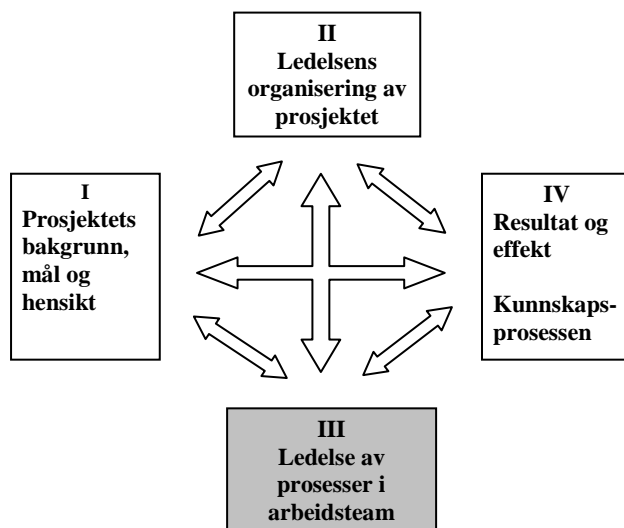 II
Ledelsens
organisering av
prosjektet
I
Prosjektets
bakgrunn,
mål og
hensikt
IV
Resultat og
effekt
Kunnskaps-
prosessen
III
Ledelse av
prosesser i
arbeidsteam